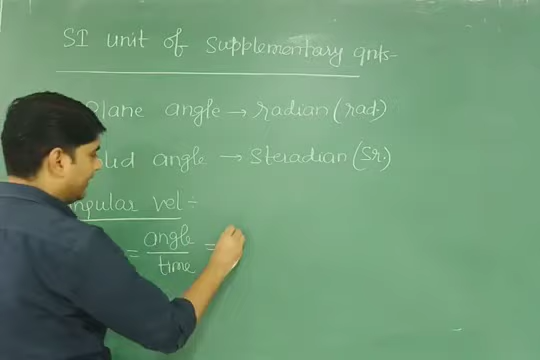 SI unit of Supplementary qnts-
Plane angle → radian (rad)
angle → Steradian (Sr.)
vel ÷
= angle / time =